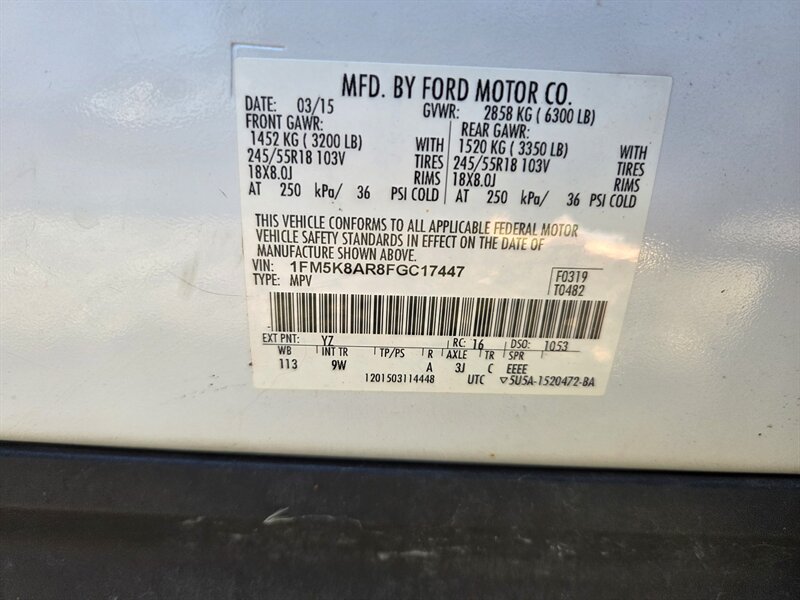 MFD. BY FORD MOTOR CO.
DATE: 03/15 GVWR: 2858 KG ( 6300 LB)
FRONT GAWR: REAR GAWR:
1452 KG ( 3200 LB) WITH 1520 KG ( 3350 LB) WITH
245/55R18 103V TIRES 245/55R18 103V TIRES
18X8.0J RIMS 18X8.0J RIMS
AT 250 kPa/ 36 PSI COLD AT 250 kPa/ 36 PSI COLD
THIS VEHICLE CONFORMS TO ALL APPLICABLE FEDERAL MOTOR
VEHICLE SAFETY STANDARDS IN EFFECT ON THE DATE OF
MANUFACTURE SHOWN ABOVE.
VIN: 1FM5K8AR8FGC17447 F0319
TYPE: MPV T0482
EXT PNT: YZ RC: 16 DSO: 1053
WB INT TR TP/PS R AXLE TR SPR
113 9W A 3J C EEEE
1201503114448 UTC ▽5U5A-1520472-BA